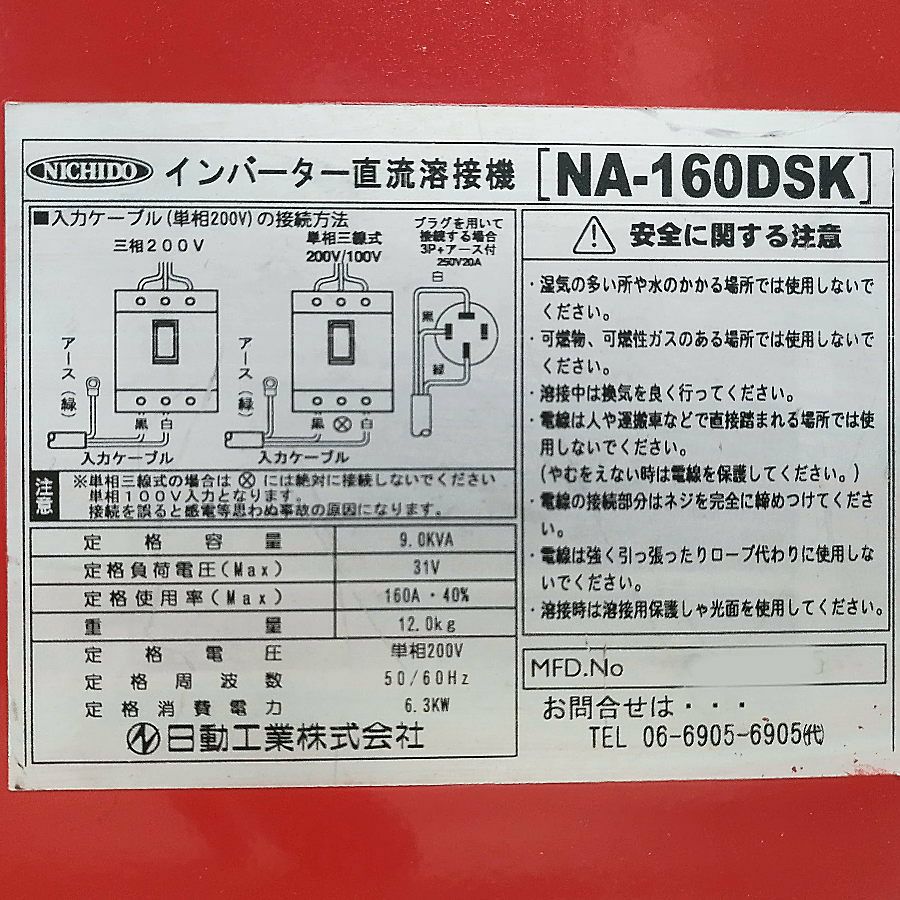 NICHIDO インバーター直流溶接機 [NA-160DSK]
■入力ケーブル(単相200V)の接続方法
三相200V
単相三線式
200V/100V
プラグを用いて
接続する場合
3P+アース付
250V20A
白
黒
緑
アース(緑)
黒 白
入力ケーブル
アース(緑)
黒 ⊗ 白
入力ケーブル
注意
※単相三線式の場合は⊗には絶対に接続しないでください
単相100V入力となります。
接続を誤ると感電等思わぬ事故の原因になります。
定格容量 9.0KVA
定格負荷電圧(Max) 31V
定格使用率(Max) 160A・40%
重量 12.0kg
定格電圧 単相200V
定格周波数 50/60Hz
定格消費電力 6.3KW
日動工業株式会社
安全に関する注意
・湿気の多い所や水のかかる場所では使用しないで
ください。
・可燃物、可燃性ガスのある場所では使用しないで
ください。
・溶接中は換気を良く行ってください。
・電線は人や運搬車などで直接踏まれる場所では使
用しないでください。
(やむをえない時は電線を保護してください。)
・電線の接続部分はネジを完全に締めつけてくださ
い。
・電線は強く引っ張ったりロープ代わりに使用しな
いでください。
・溶接時は溶接用保護しゃ光面を使用してください。
MFD.No
お問合せは・・・
TEL 06-6905-6905㈹